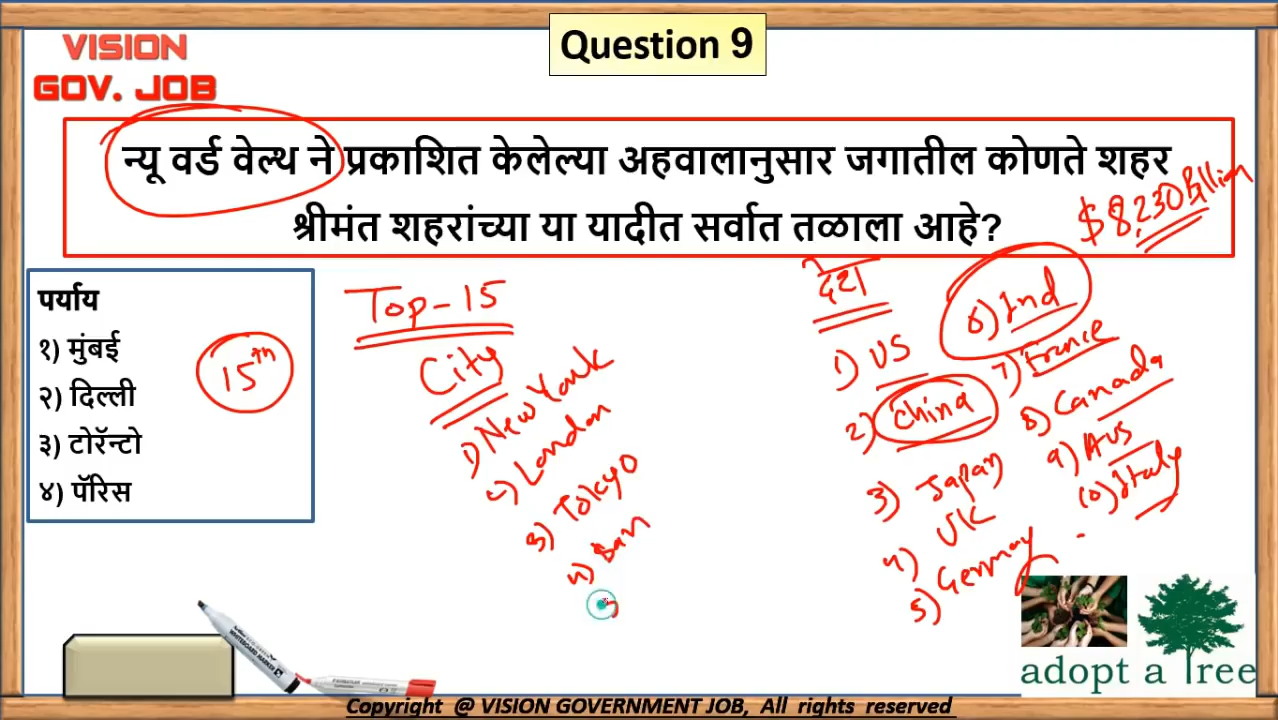 Question 9
VISION
GOV. JOB
न्यू वर्ड वेल्थ ने प्रकाशित केलेल्या अहवालानुसार जगातील कोणते शहर
श्रीमंत शहरांच्या या यादीत सर्वात तळाला आहे?
$8,230 Billion
पर्याय
१) मुंबई
२) दिल्ली
३) टोरॅन्टो
४) पॅरिस
15th
Top-15
City
1) New York
2) London
3) Tokyo
4) San
5
देश
1) US
2) China
3) Japan
4) UK
5) Germany
6) Ind
7) France
8) Canada
9) AUS
10) Italy
adopt a Tree
Copyright @ VISION GOVERNMENT JOB, All rights reserved